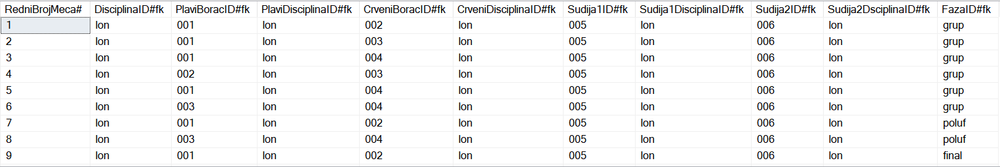 RedniBrojMeca# DisciplinaID#fk PlaviBoracID#fk PlaviDisciplinaID#fk CrveniBoracID#fk CrveniDisciplinaID#fk Sudija1ID#fk Sudija1DisciplinaID#fk Sudija2ID#fk Sudija2DsciplinaID#fk FazaID#fk
1 lon 001 lon 002 lon 005 lon 006 lon grup
2 lon 001 lon 003 lon 005 lon 006 lon grup
3 lon 001 lon 004 lon 005 lon 006 lon grup
4 lon 002 lon 003 lon 005 lon 006 lon grup
5 lon 001 lon 004 lon 005 lon 006 lon grup
6 lon 003 lon 004 lon 005 lon 006 lon grup
7 lon 001 lon 002 lon 005 lon 006 lon poluf
8 lon 003 lon 004 lon 005 lon 006 lon poluf
9 lon 001 lon 002 lon 005 lon 006 lon final